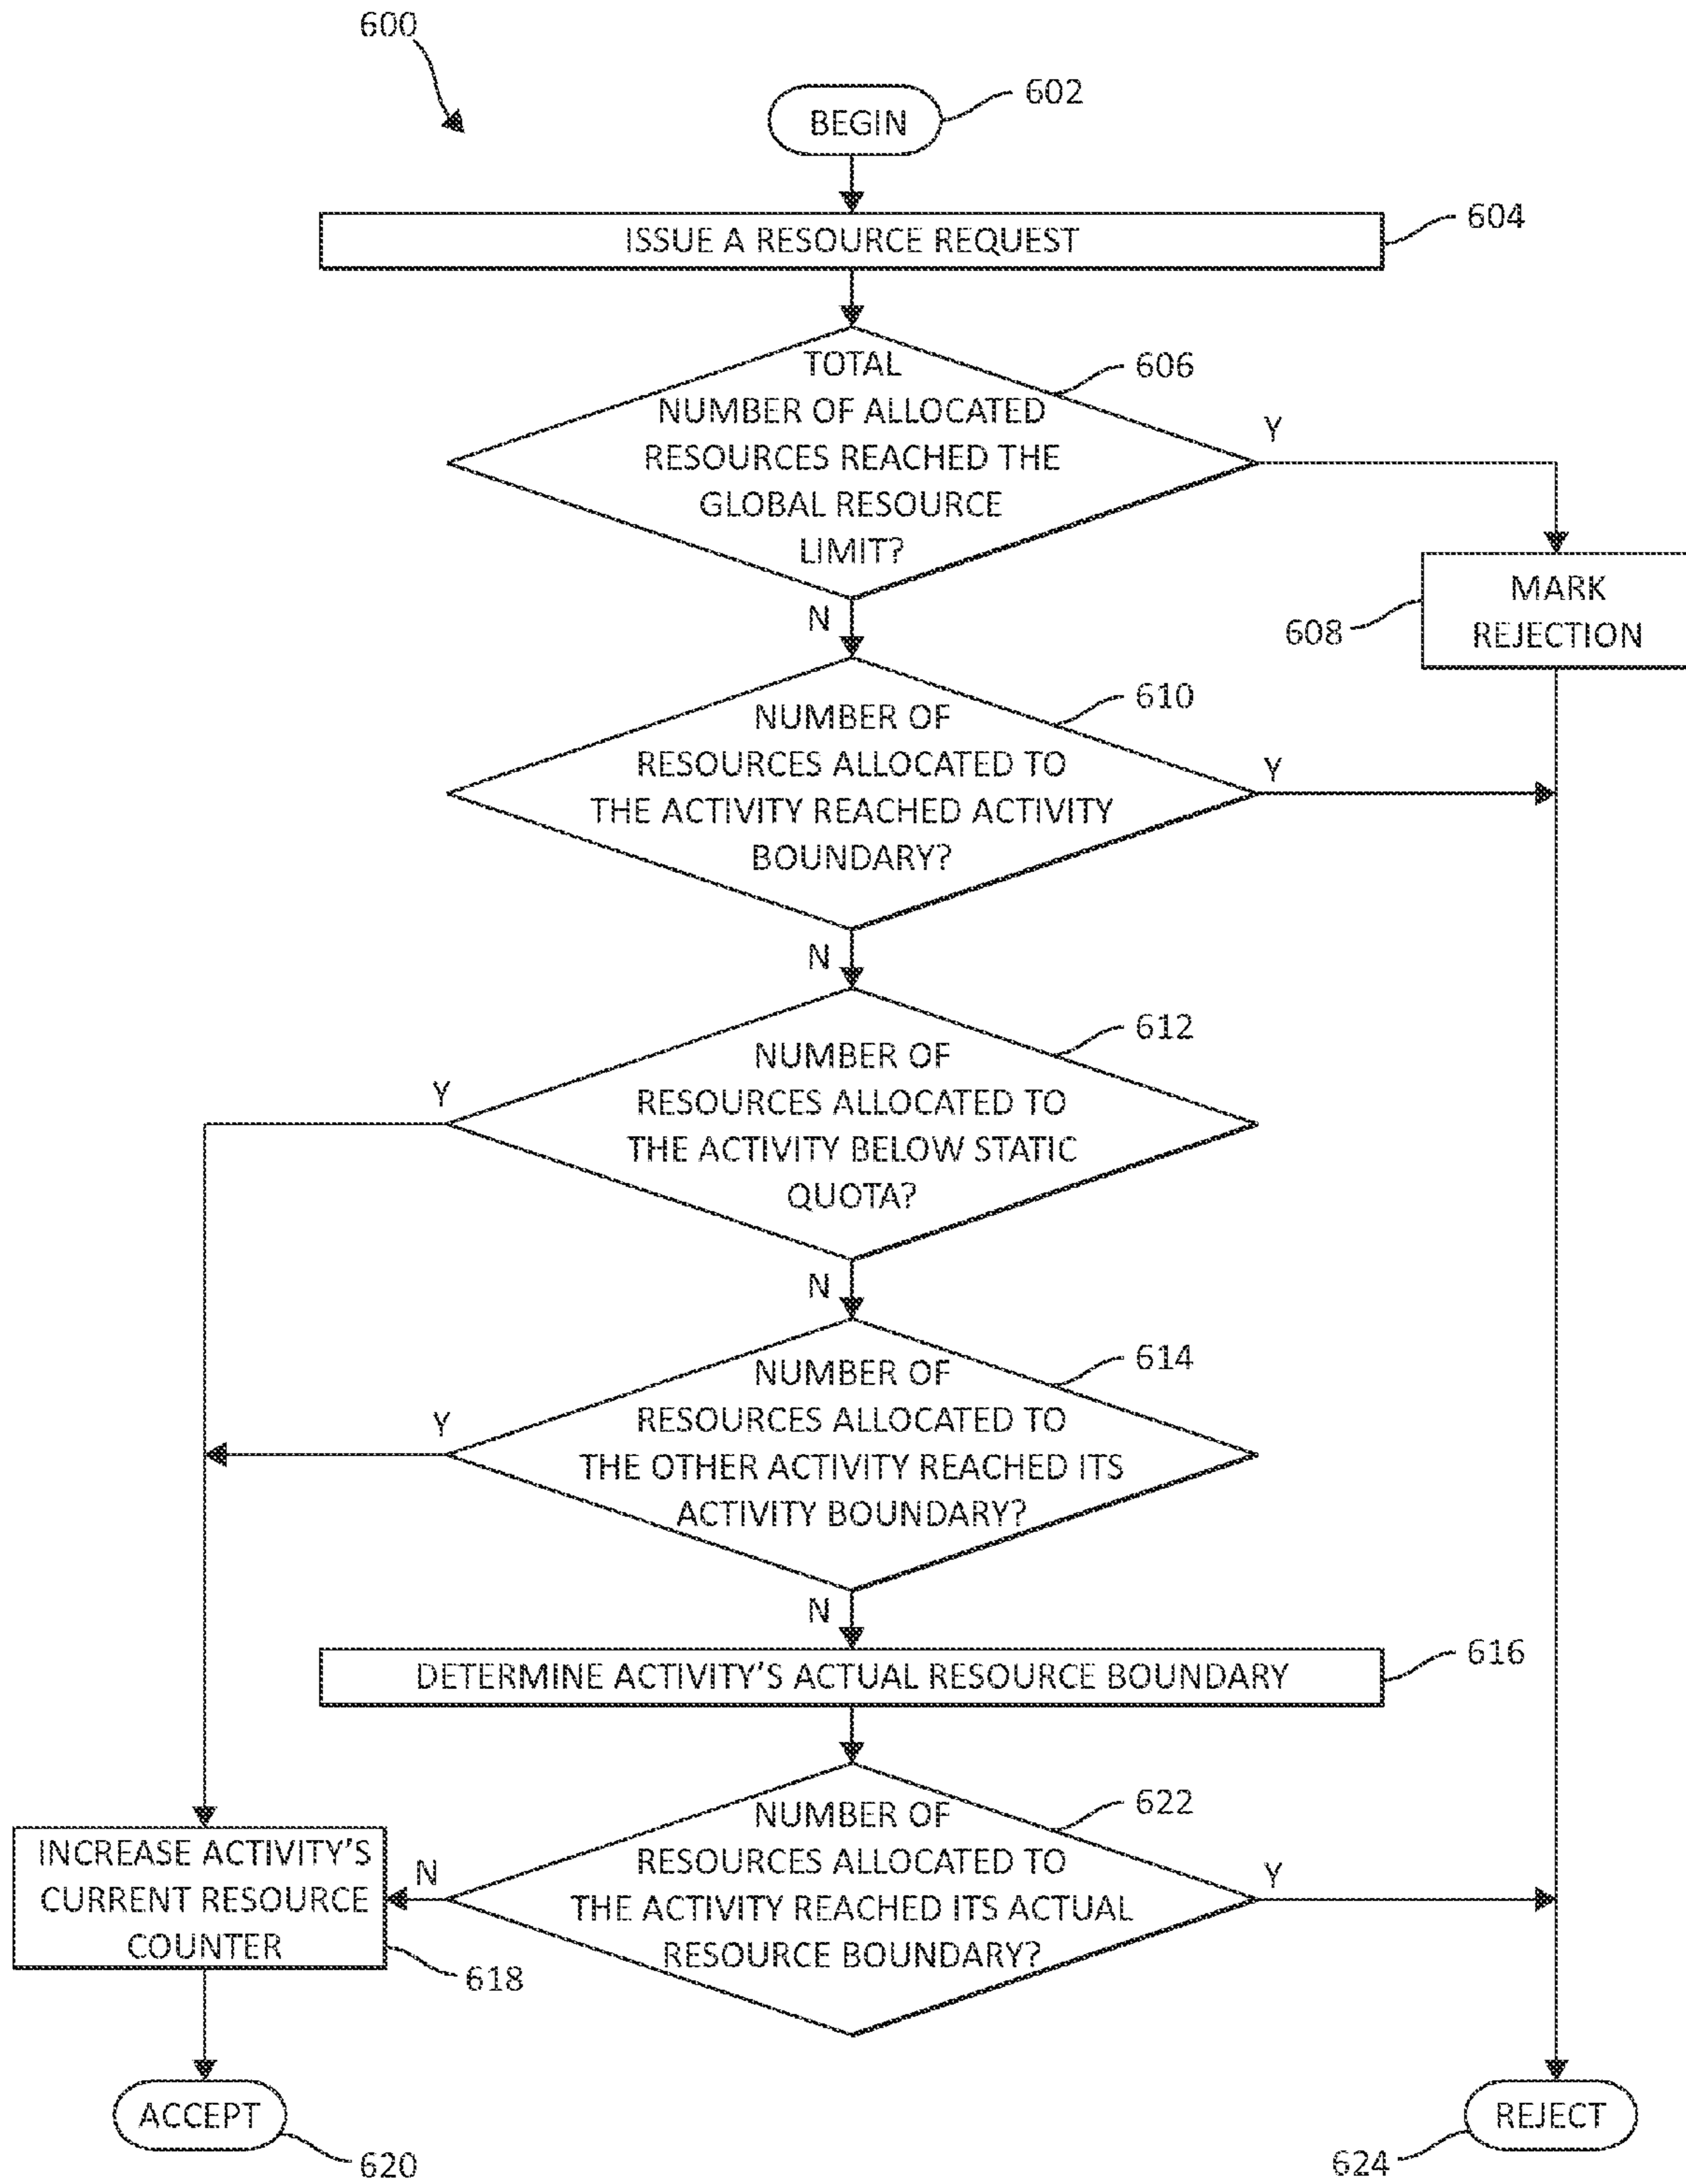 600
BEGIN
602
ISSUE A RESOURCE REQUEST
604
TOTAL
NUMBER OF ALLOCATED
RESOURCES REACHED THE
GLOBAL RESOURCE
LIMIT?
606
Y
N
MARK
REJECTION
608
NUMBER OF
RESOURCES ALLOCATED TO
THE ACTIVITY REACHED ACTIVITY
BOUNDARY?
610
Y
N
NUMBER OF
RESOURCES ALLOCATED TO
THE ACTIVITY BELOW STATIC
QUOTA?
612
Y
N
NUMBER OF
RESOURCES ALLOCATED TO
THE OTHER ACTIVITY REACHED ITS
ACTIVITY BOUNDARY?
614
Y
N
DETERMINE ACTIVITY'S ACTUAL RESOURCE BOUNDARY
616
NUMBER OF
RESOURCES ALLOCATED TO
THE ACTIVITY REACHED ITS ACTUAL
RESOURCE BOUNDARY?
622
N
Y
INCREASE ACTIVITY'S
CURRENT RESOURCE
COUNTER
618
ACCEPT
620
REJECT
624